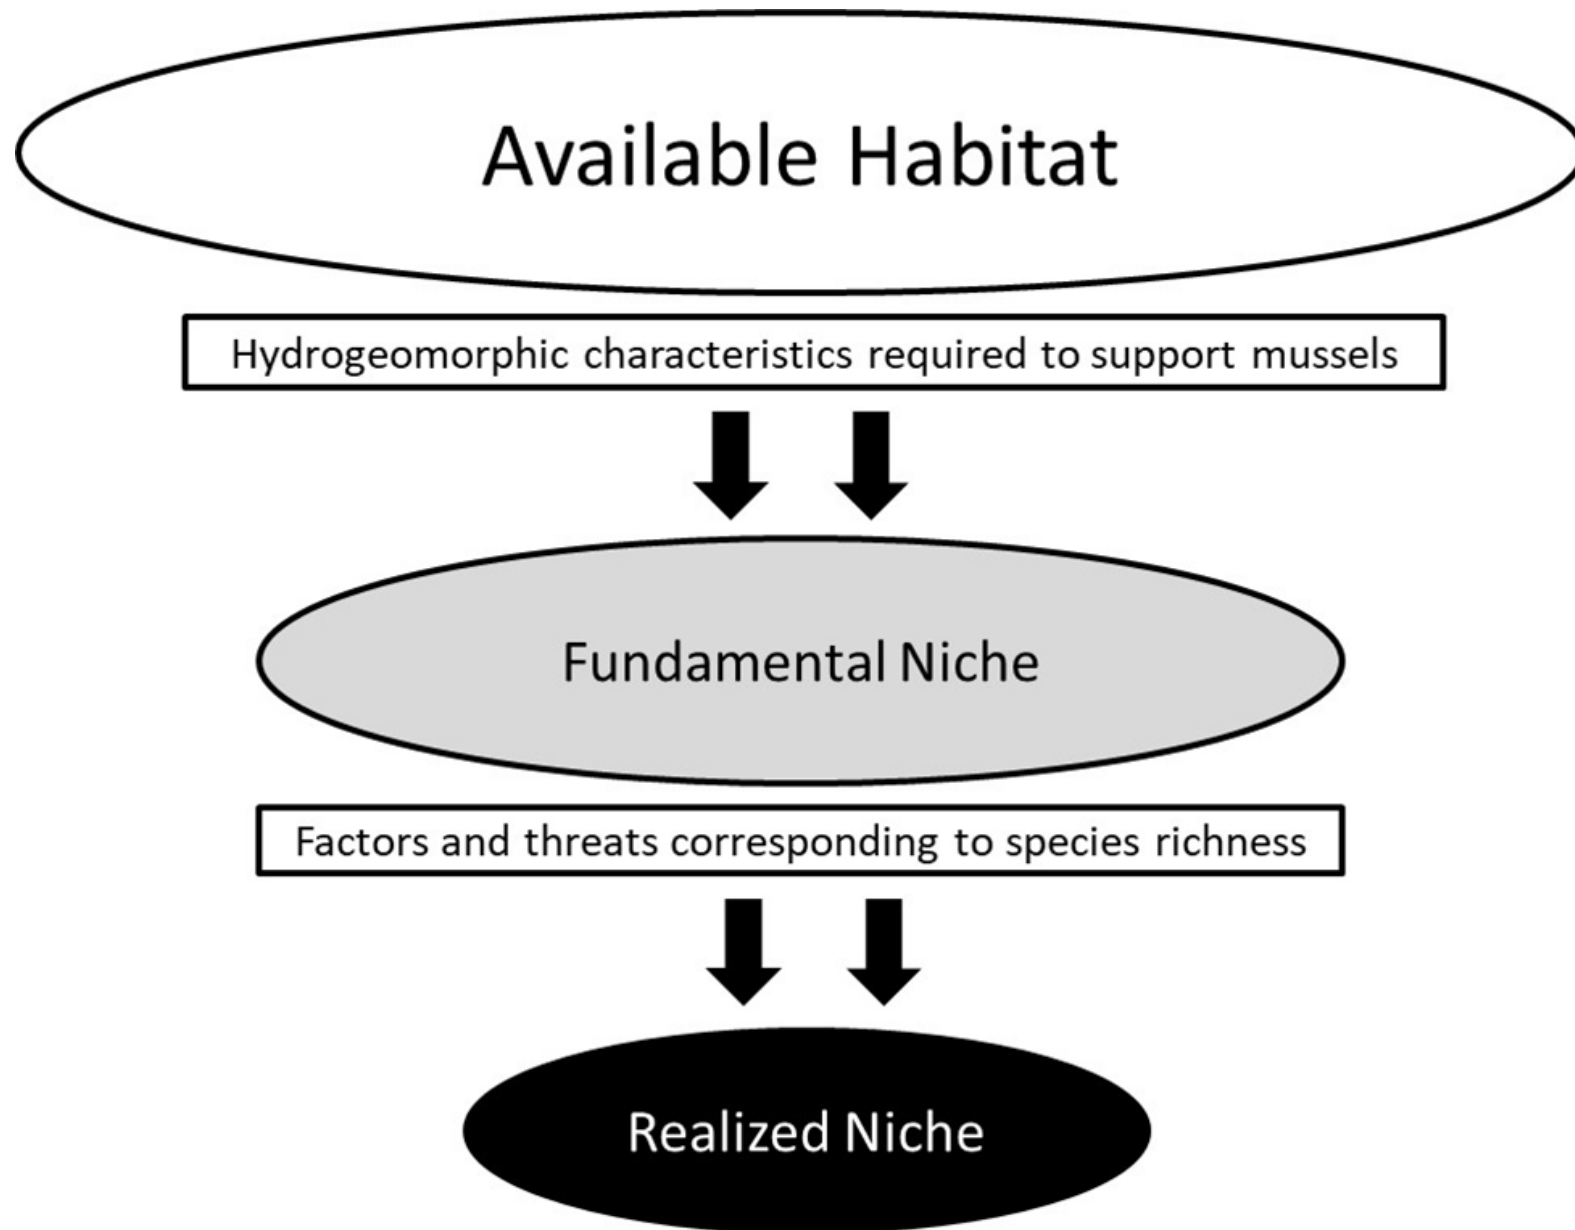 Available Habitat
Hydrogeomorphic characteristics required to support mussels
Fundamental Niche
Factors and threats corresponding to species richness
Realized Niche